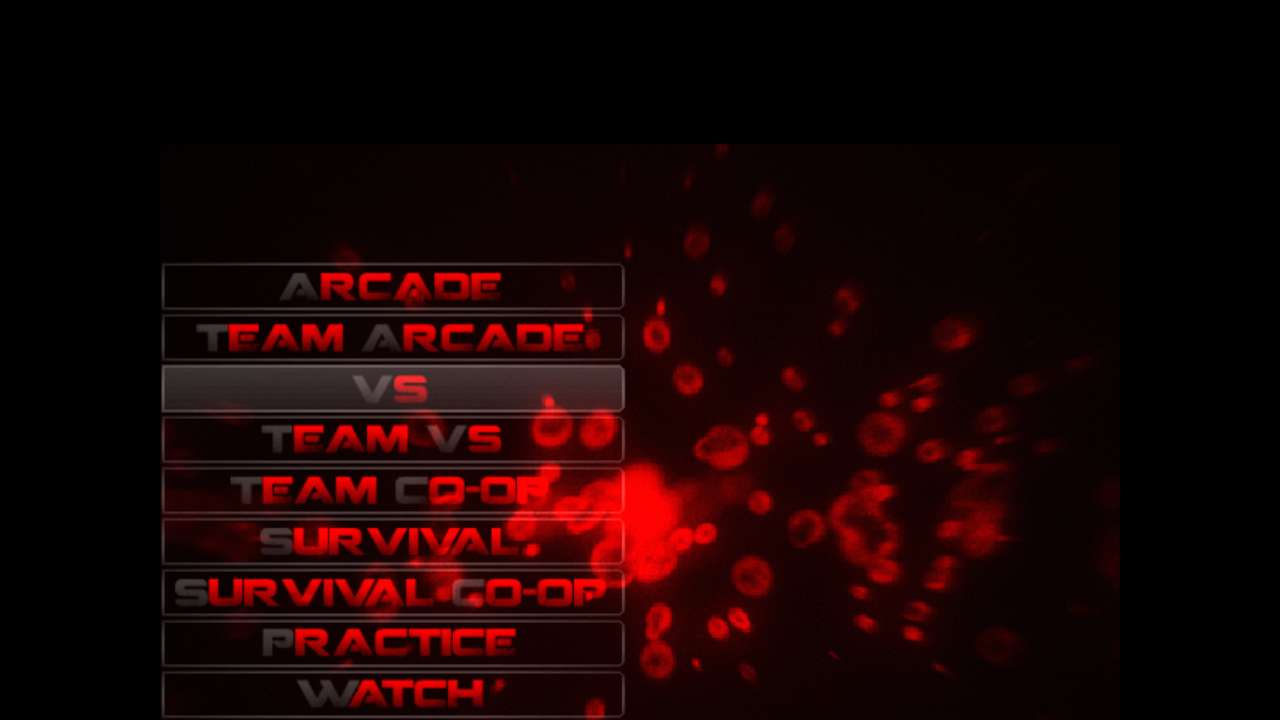 ARCADE
TEAM ARCADE
VS
TEAM VS
TEAM CO-OP
SURVIVAL
SURVIVAL CO-OP
PRACTICE
WATCH